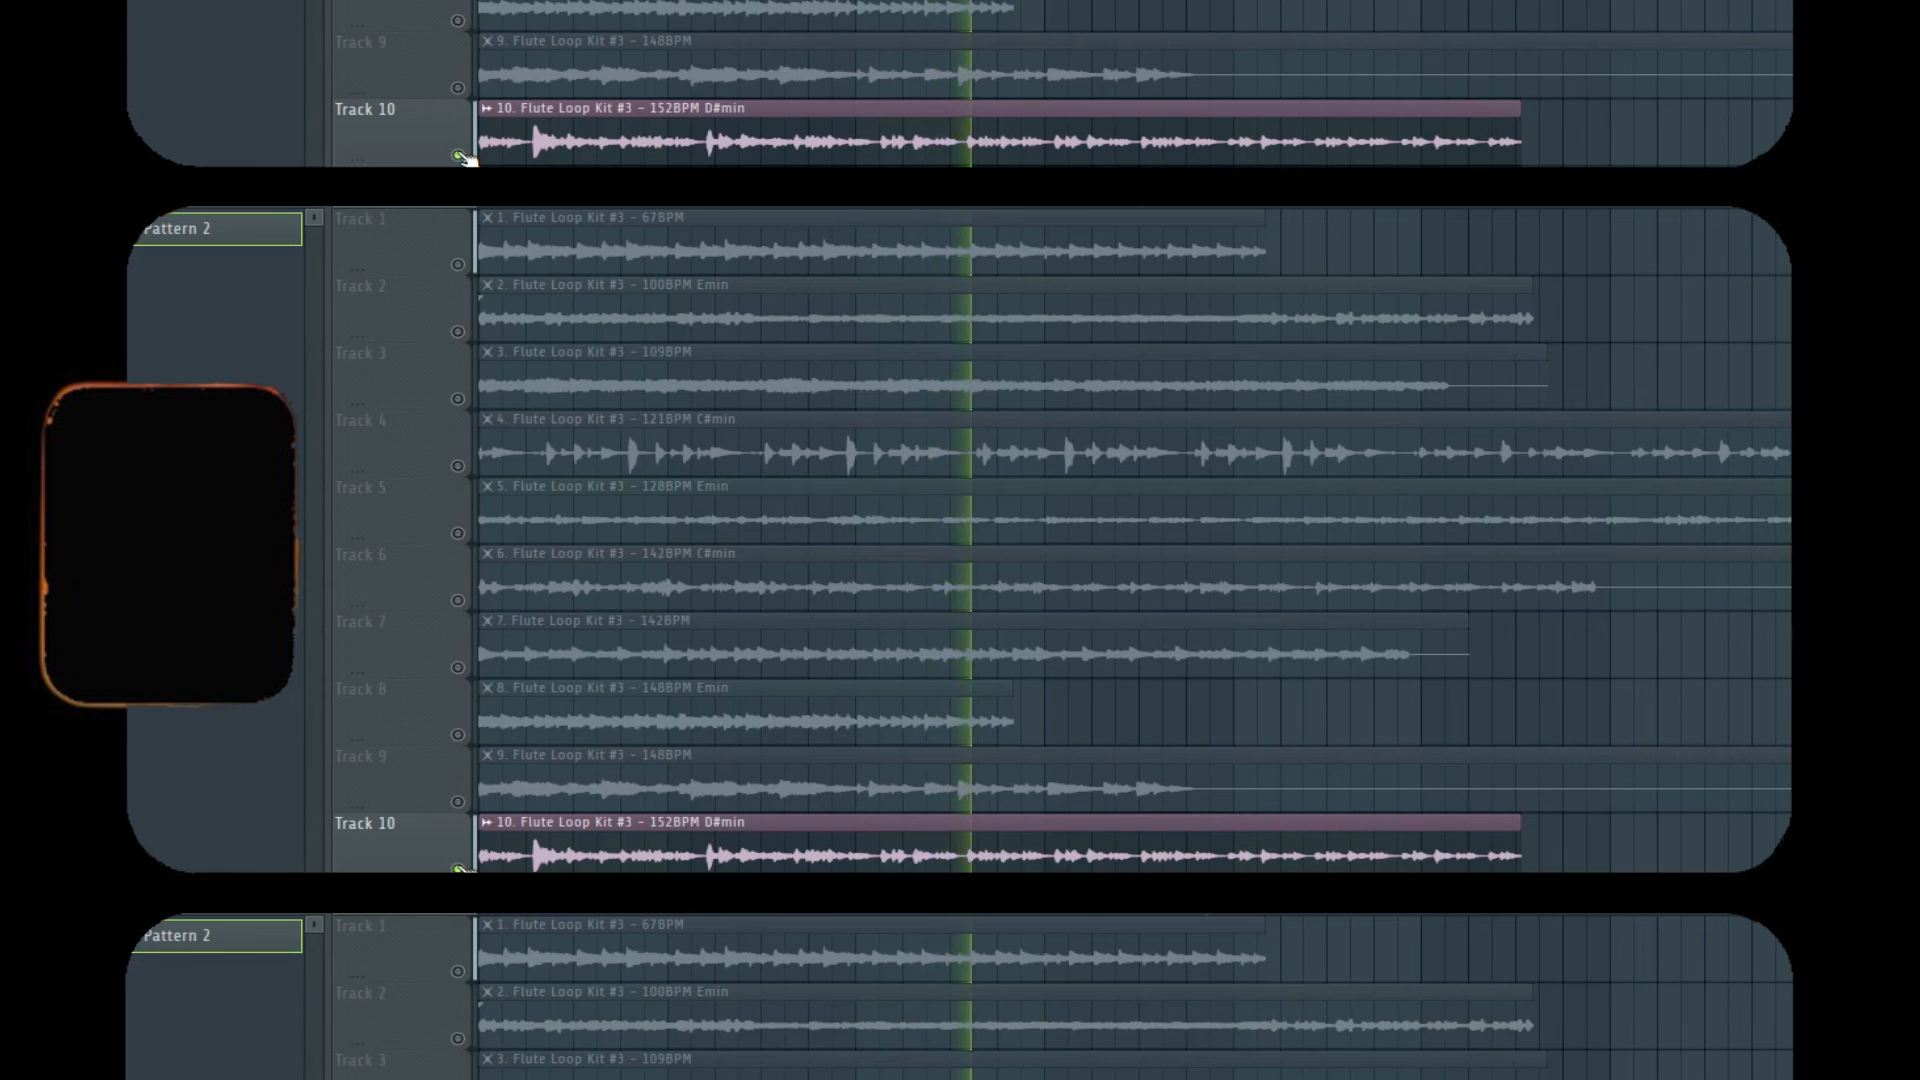 Track 9
9. Flute Loop Kit #3 - 148BPM
Track 10
10. Flute Loop Kit #3 - 152BPM D#min
Pattern 2
Track 1
1. Flute Loop Kit #3 - 67BPM
Track 2
2. Flute Loop Kit #3 - 100BPM Emin
Track 3
3. Flute Loop Kit #3 - 109BPM
Track 4
4. Flute Loop Kit #3 - 121BPM C#min
Track 5
5. Flute Loop Kit #3 - 128BPM Emin
Track 6
6. Flute Loop Kit #3 - 142BPM C#min
Track 7
7. Flute Loop Kit #3 - 142BPM
Track 8
8. Flute Loop Kit #3 - 148BPM Emin
Track 9
9. Flute Loop Kit #3 - 148BPM
Track 10
10. Flute Loop Kit #3 - 152BPM D#min
Pattern 2
Track 1
1. Flute Loop Kit #3 - 67BPM
Track 2
2. Flute Loop Kit #3 - 100BPM Emin
Track 3
3. Flute Loop Kit #3 - 109BPM